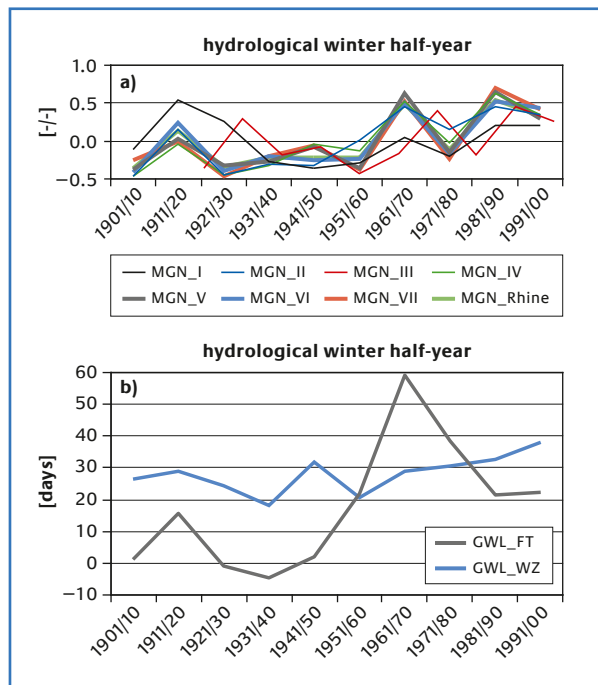 hydrological winter half-year
a)
[-/-]
1.0
0.5
0.0
−0.5
1901/10 1911/20 1921/30 1931/40 1941/50 1951/60 1961/70 1971/80 1981/90 1991/00
MGN_I MGN_II MGN_III MGN_IV
MGN_V MGN_VI MGN_VII MGN_Rhine
hydrological winter half-year
b)
[days]
60
50
40
30
20
10
0
−10
GWL_FT
GWL_WZ
1901/10 1911/20 1921/30 1931/40 1941/50 1951/60 1961/70 1971/80 1981/90 1991/00